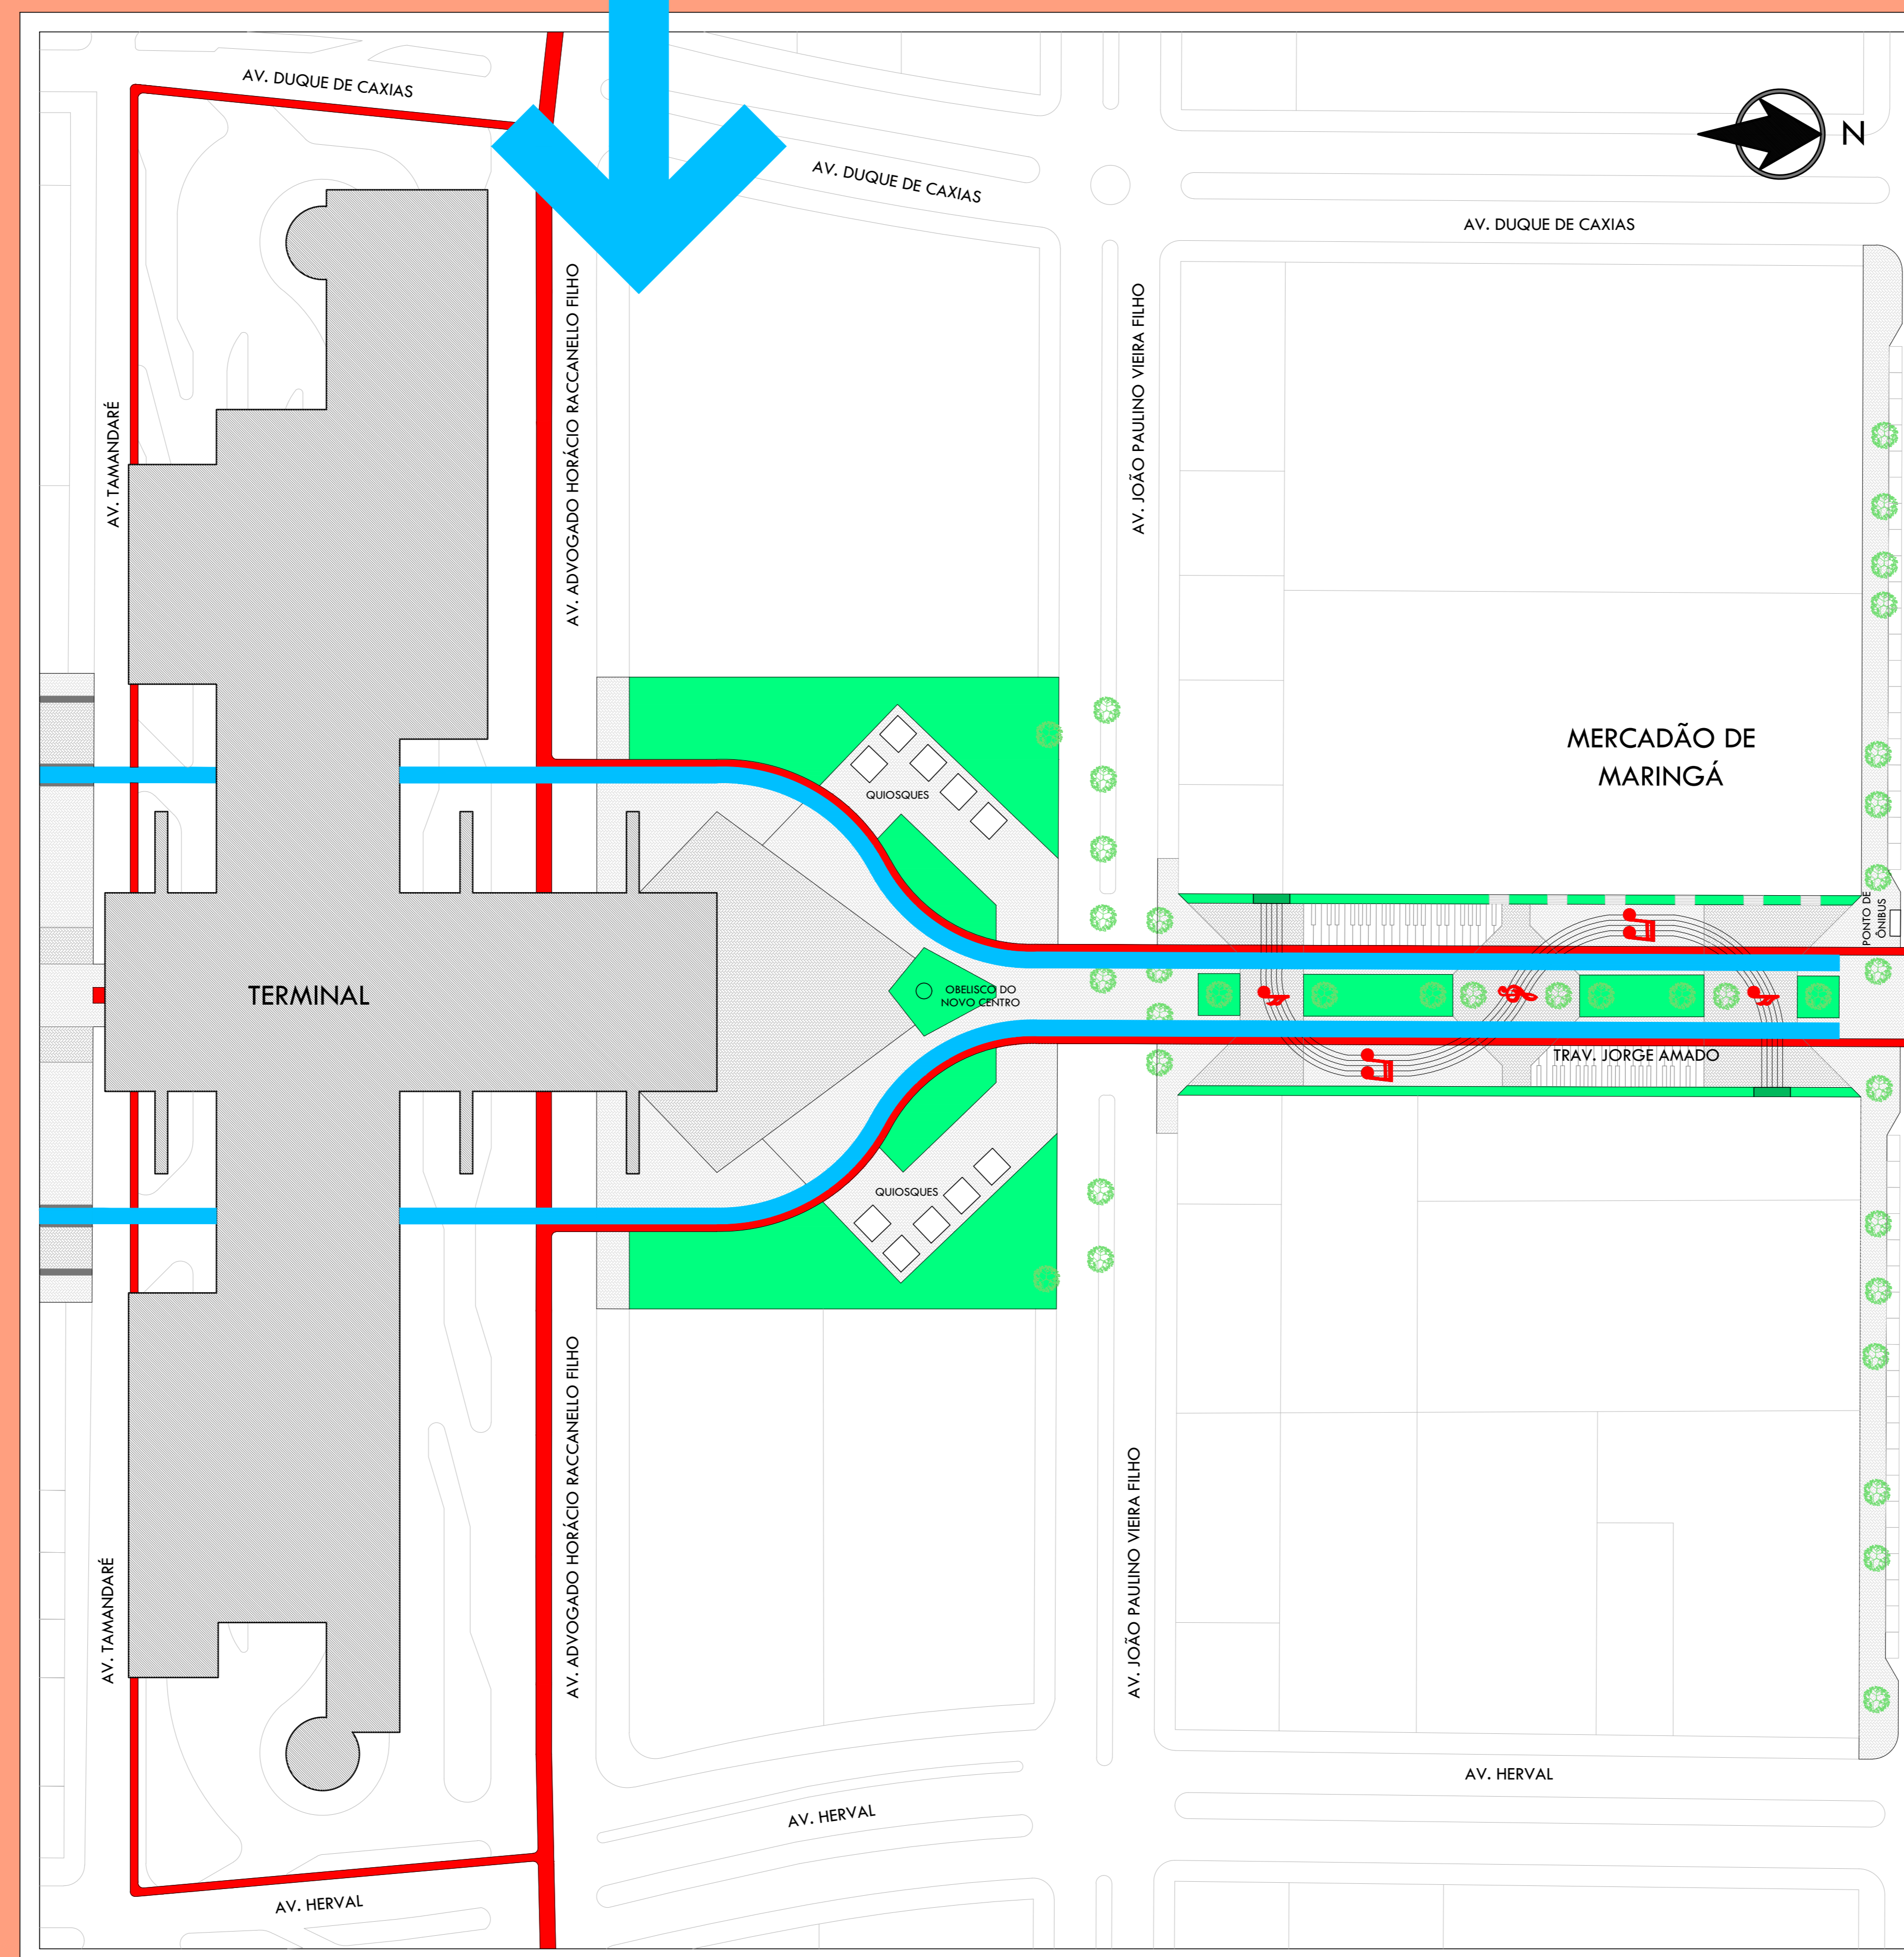 AV. DUQUE DE CAXIAS
AV. DUQUE DE CAXIAS
N
AV. DUQUE DE CAXIAS
AV. TAMANDARÉ
AV. ADVOGADO HORÁCIO RACCANELLO FILHO
AV. JOÃO PAULINO VIEIRA FILHO
MERCADÃO DE
MARINGÁ
QUIOSQUES
PONTO DE
ÔNIBUS
TERMINAL
OBELISCO DO
NOVO CENTRO
TRAV. JORGE AMADO
QUIOSQUES
AV. TAMANDARÉ
AV. ADVOGADO HORÁCIO RACCANELLO FILHO
AV. JOÃO PAULINO VIEIRA FILHO
AV. HERVAL
AV. HERVAL
AV. HERVAL